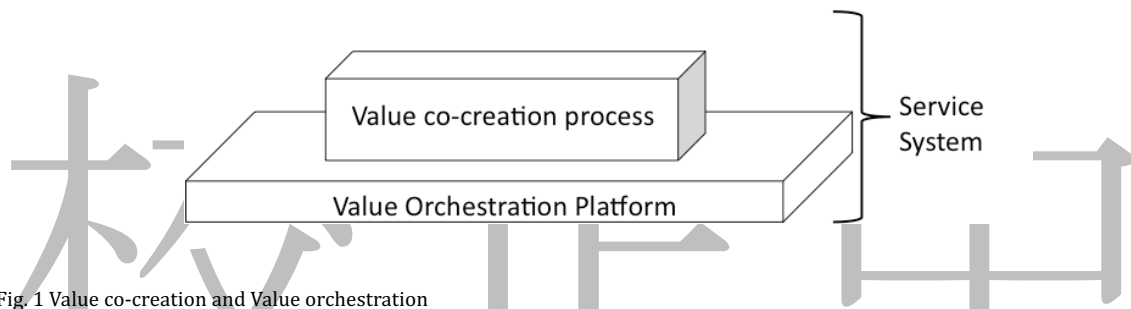 Value co-creation process
Service
System
Value Orchestration Platform
Fig. 1 Value co-creation and Value orchestration